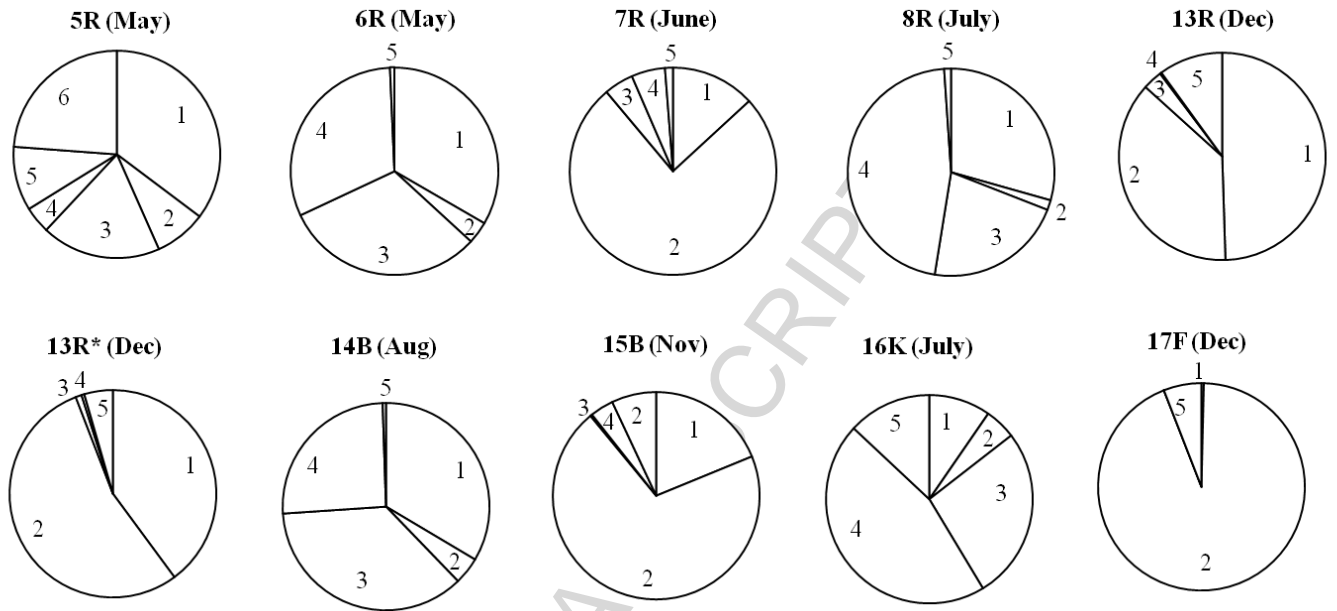 5R (May) 6R (May) 7R (June) 8R (July) 13R (Dec)
6 1 5 2 4 3
5 4 1 2 3
5 3 4 1 2
5 1 4 2 3
4 5 3 1 2
13R* (Dec) 14B (Aug) 15B (Nov) 16K (July) 17F (Dec)
3 4 5 1 2
5 4 1 2 3
3 4 2 1 2
5 1 2 3 4
1 5 2
CRIPT
A